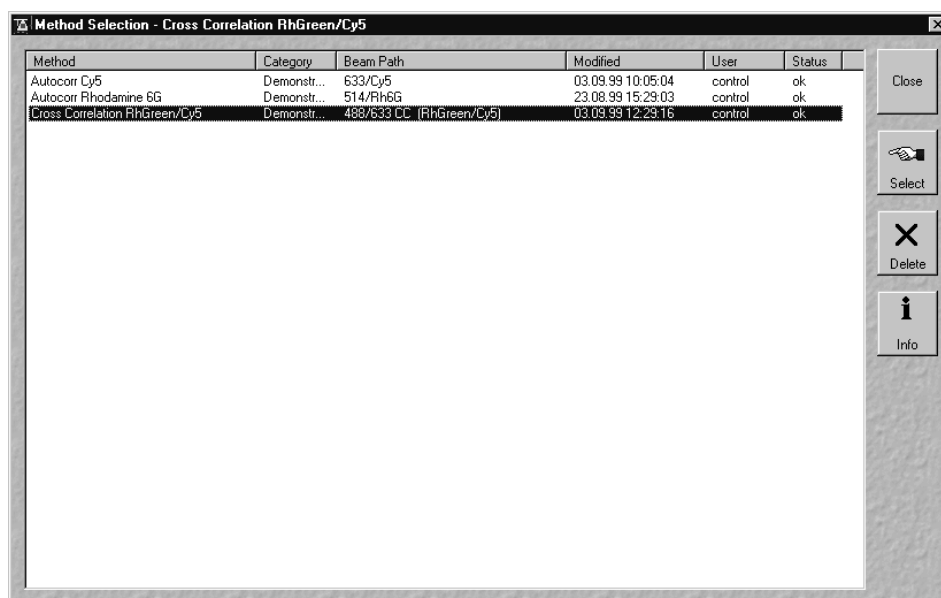 Method Selection - Cross Correlation RhGreen/Cy5
Method Category Beam Path Modified User Status
Autocorr Cy5 Demonstr... 633/Cy5 03.09.99 10:05:04 control ok
Autocorr Rhodamine 6G Demonstr... 514/Rh6G 23.08.99 15:29:03 control ok
Cross Correlation RhGreen/Cy5 Demonstr... 488/633 CC (RhGreen/Cy5) 03.09.99 12:29:16 control ok
Close
Select
Delete
Info